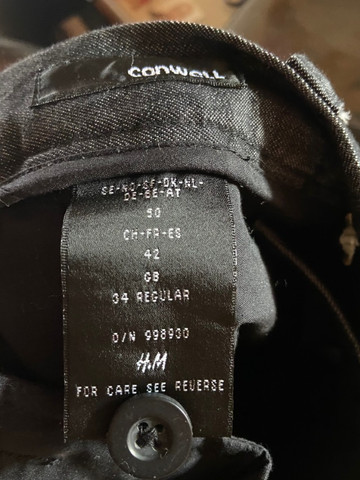 conwell
SE-NO-SF-DK-NL-
DE-BE-AT
50
CH-FR-ES
42
GB
34 REGULAR
O/N 998930
H&M
FOR CARE SEE REVERSE